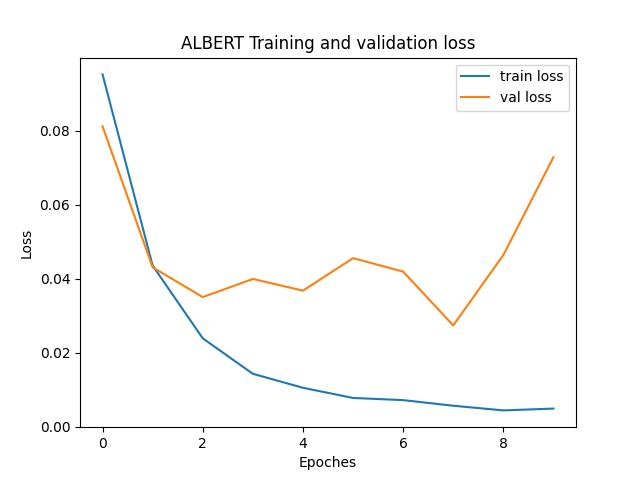 ALBERT Training and validation loss
train loss
val loss
0.08
0.06
0.04
0.02
0.00
Loss
0 2 4 6 8
Epoches